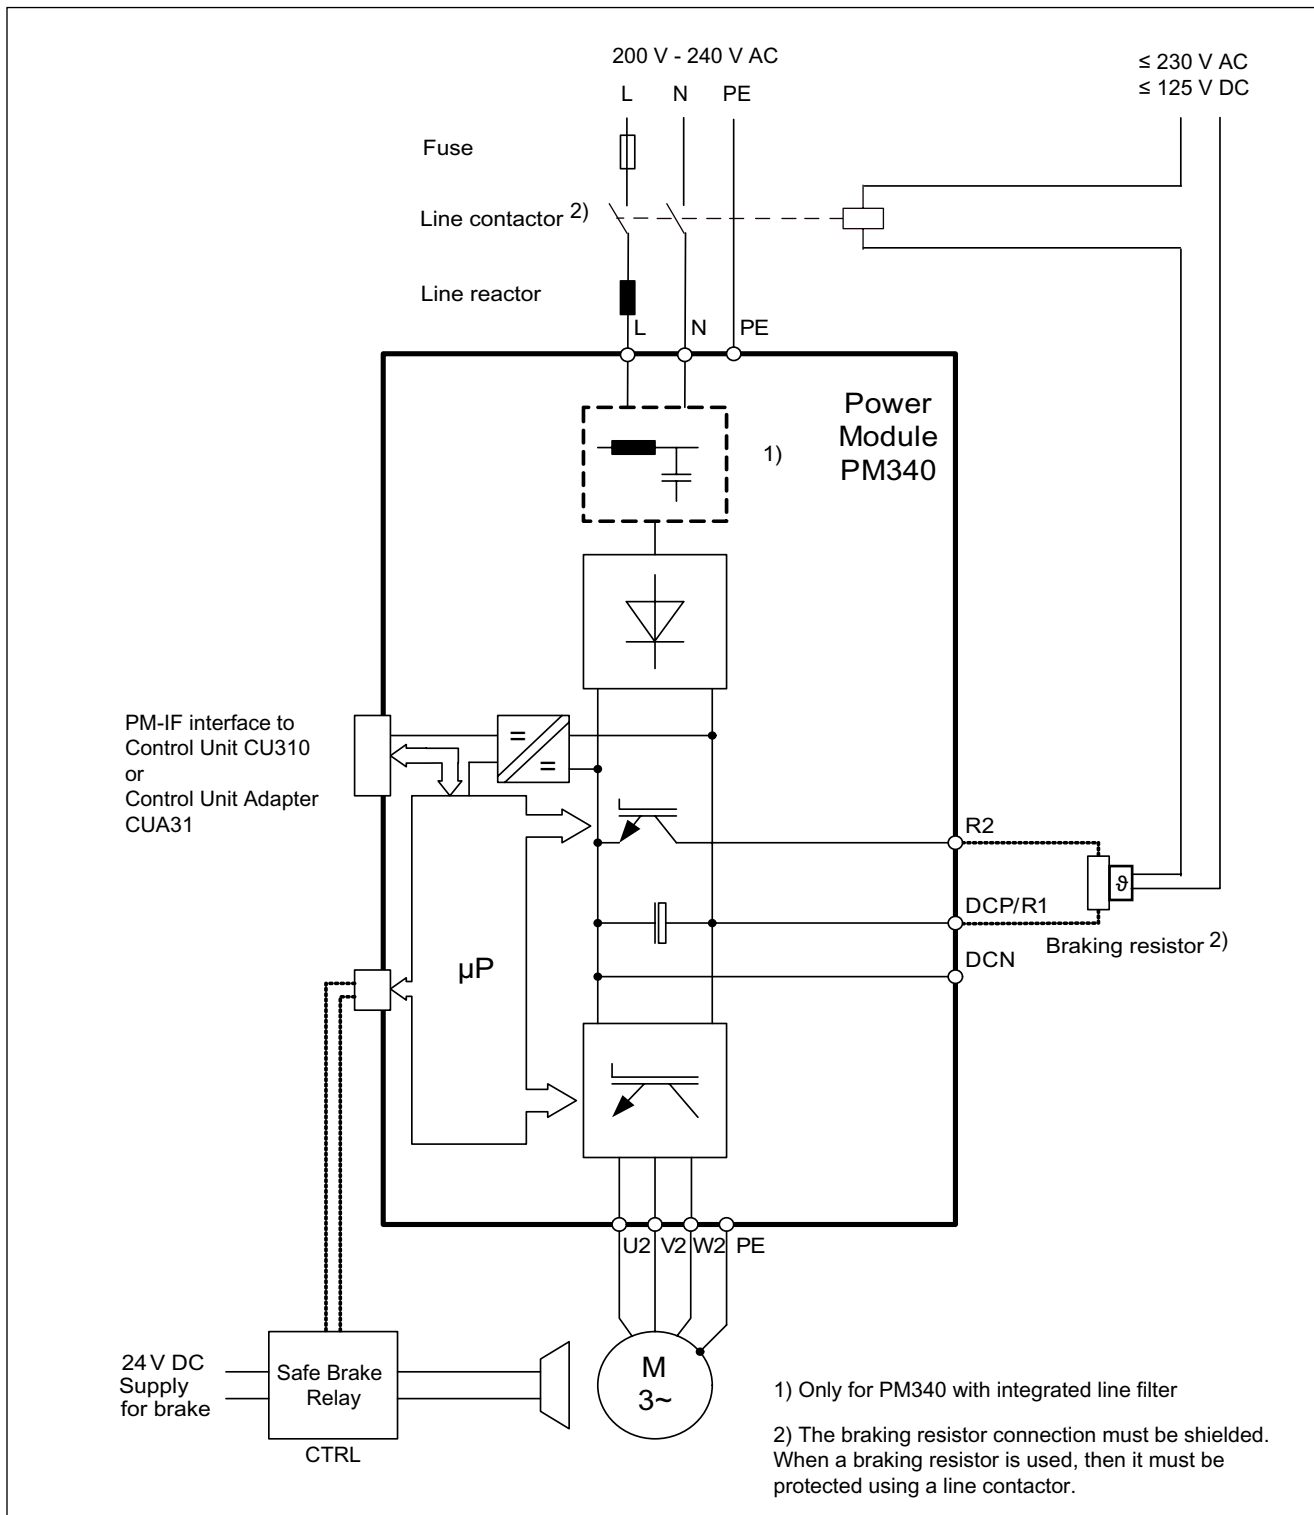 200 V - 240 V AC
≤ 230 V AC
≤ 125 V DC
L N PE
Fuse
Line contactor 2)
Line reactor
L N PE
Power
Module
PM340
1)
PM-IF interface to
Control Unit CU310
or
Control Unit Adapter
CUA31
=
=
R2
ϑ
DCP/R1
Braking resistor 2)
DCN
µP
U2 V2 W2 PE
24 V DC
Supply
for brake
Safe Brake
Relay
CTRL
M
3~
1) Only for PM340 with integrated line filter
2) The braking resistor connection must be shielded.
When a braking resistor is used, then it must be
protected using a line contactor.